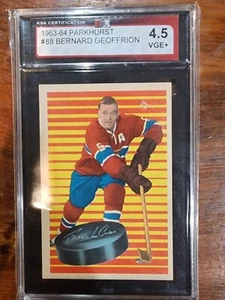 KSA CERTIFICATION
1963-64 PARKHURST
#88 BERNARD GEOFFRION
4.5
VGE+
A